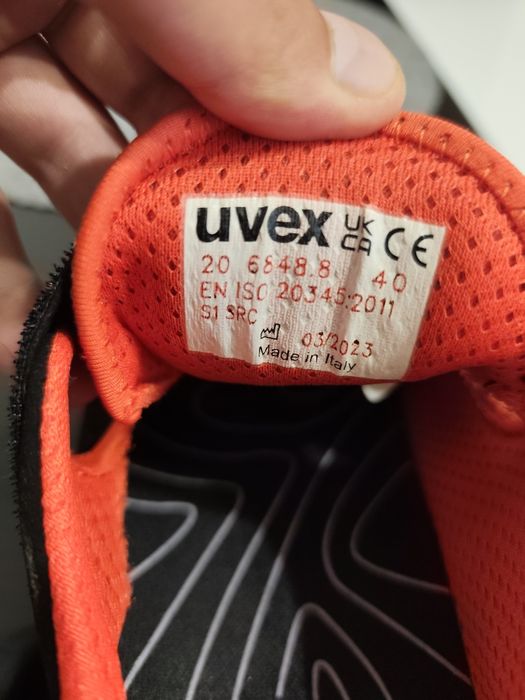 uvex UK CA CE
20 6848.8 40
EN ISO 20345:2011
S1 SRC
03/2023
Made in Italy